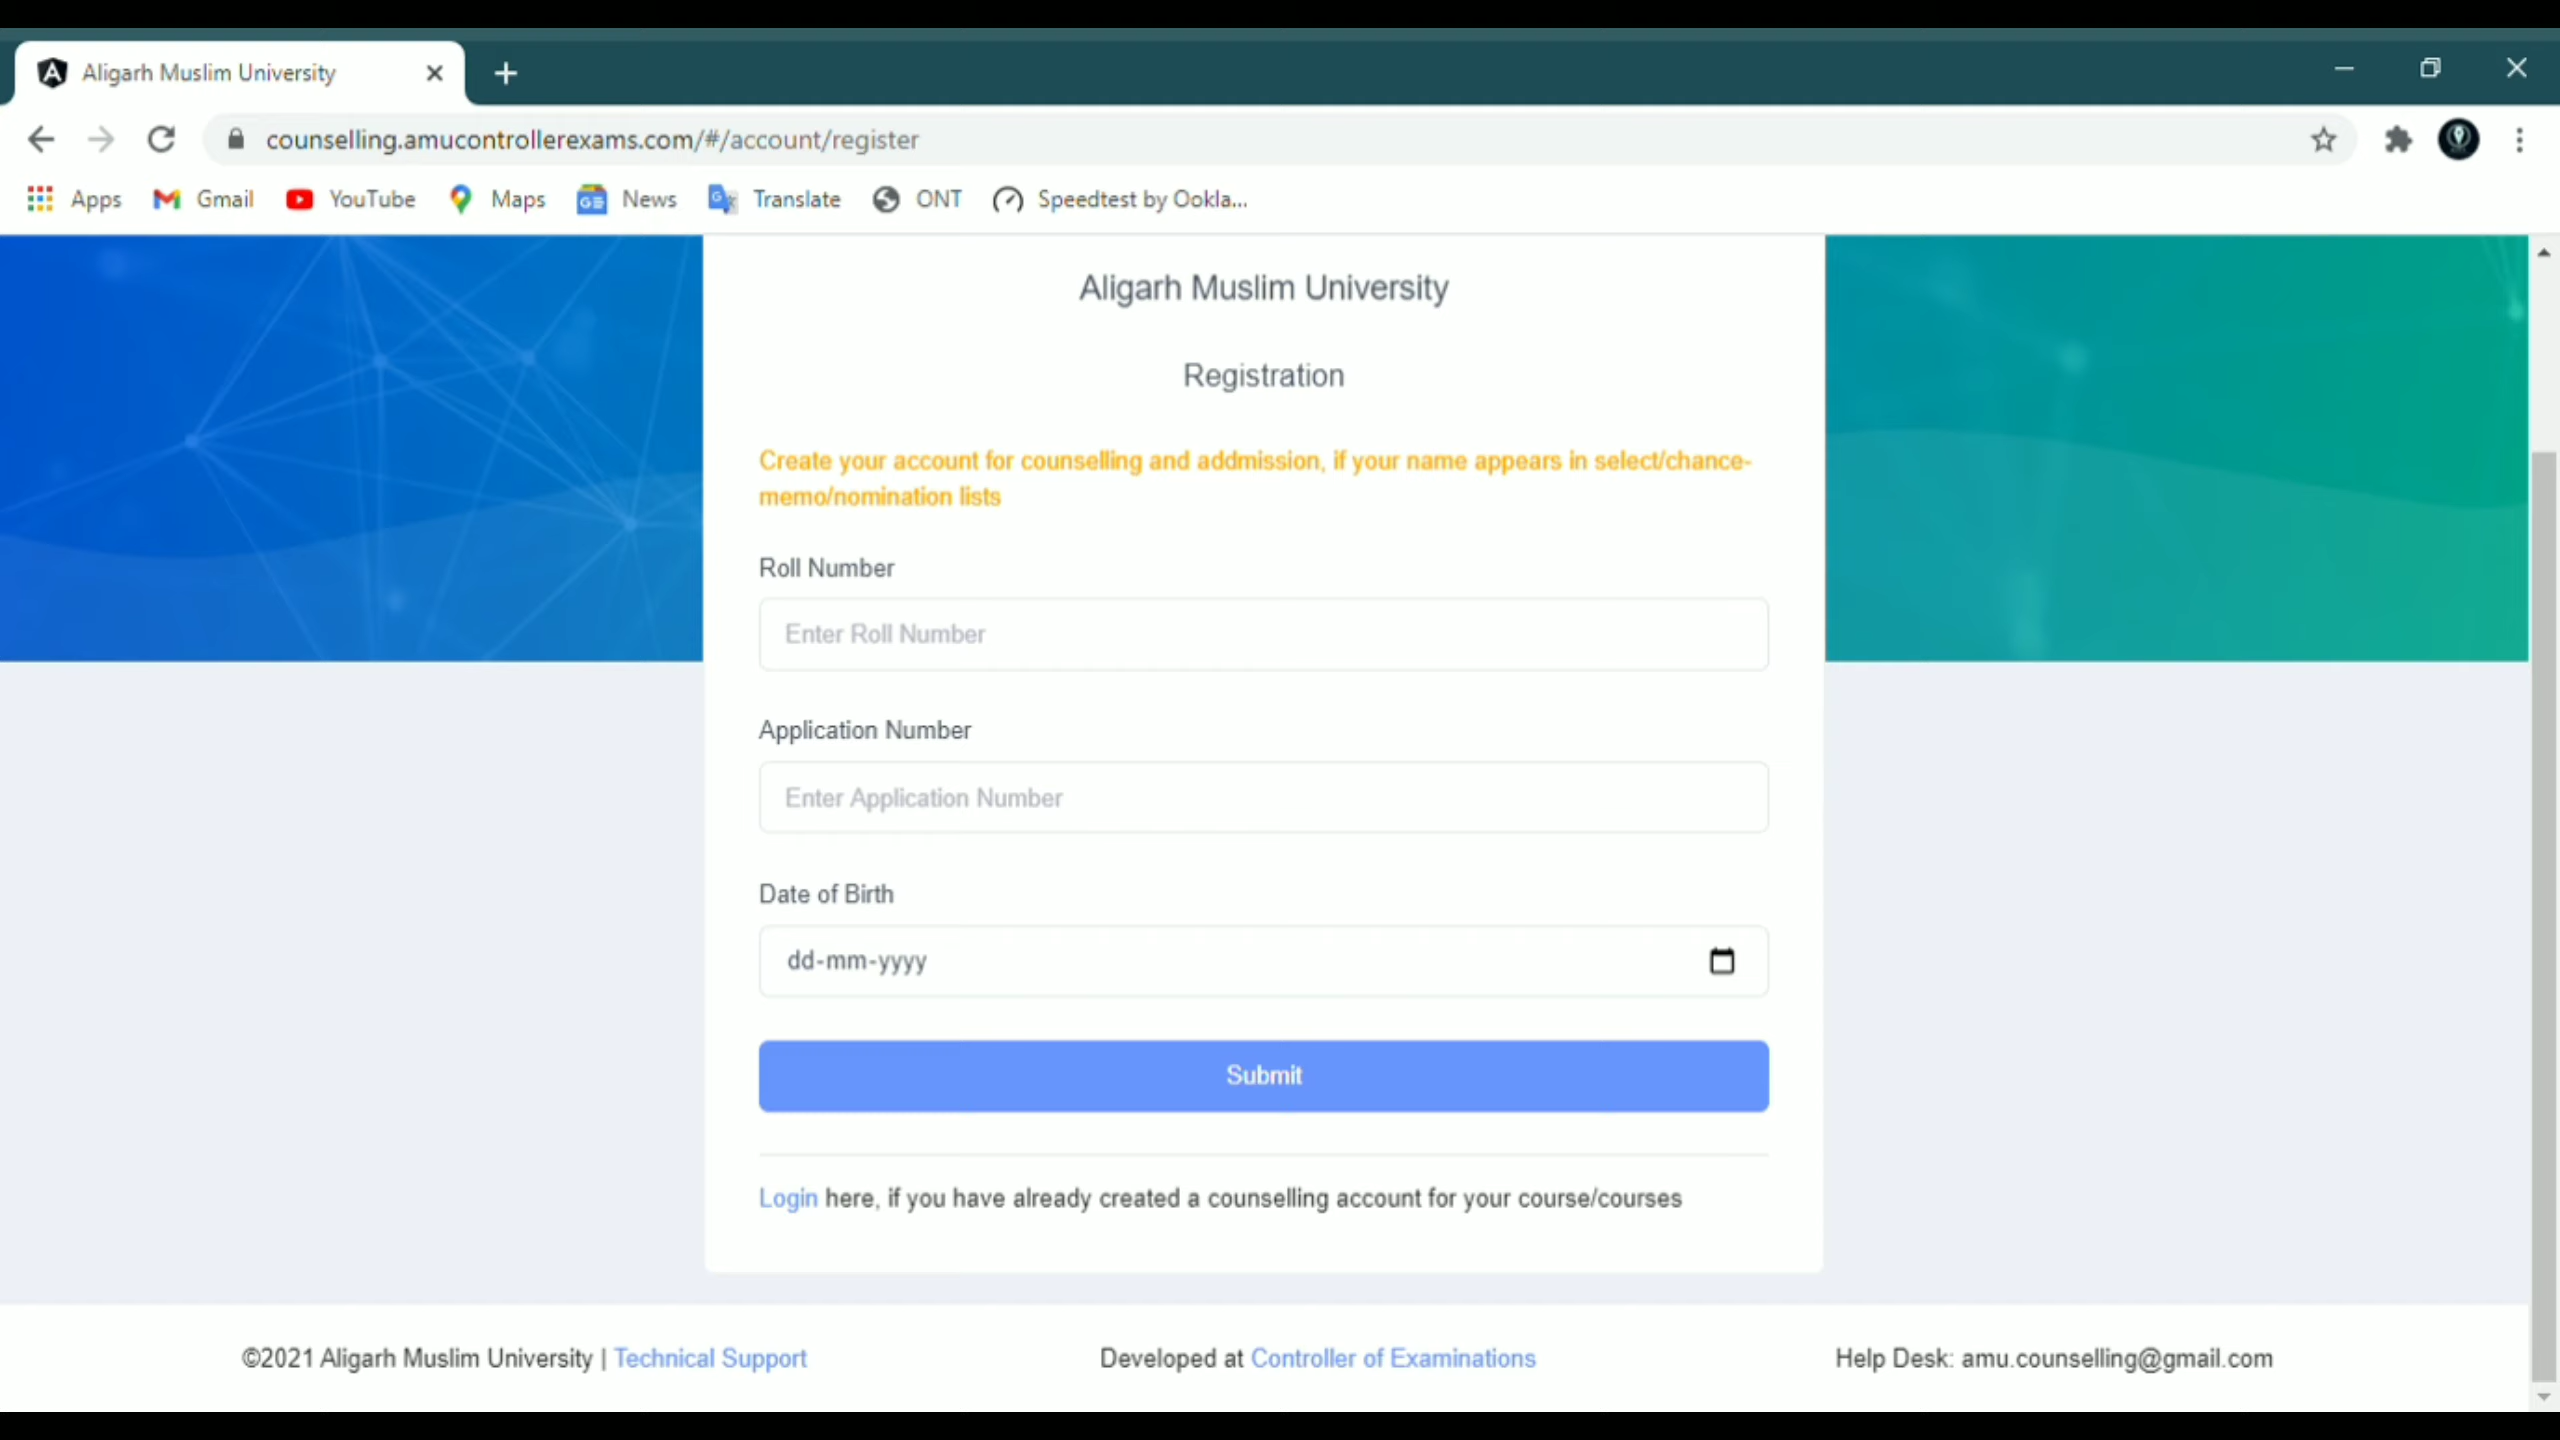 Aligarh Muslim University
counselling.amucontrollerexams.com/#/account/register
Apps Gmail YouTube Maps News Translate ONT Speedtest by Ookla...
Aligarh Muslim University
Registration
Create your account for counselling and addmission, if your name appears in select/chance-
memo/nomination lists
Roll Number
Enter Roll Number
Application Number
Enter Application Number
Date of Birth
dd-mm-yyyy
Submit
Login here, if you have already created a counselling account for your course/courses
©2021 Aligarh Muslim University | Technical Support Developed at Controller of Examinations Help Desk: amu.counselling@gmail.com